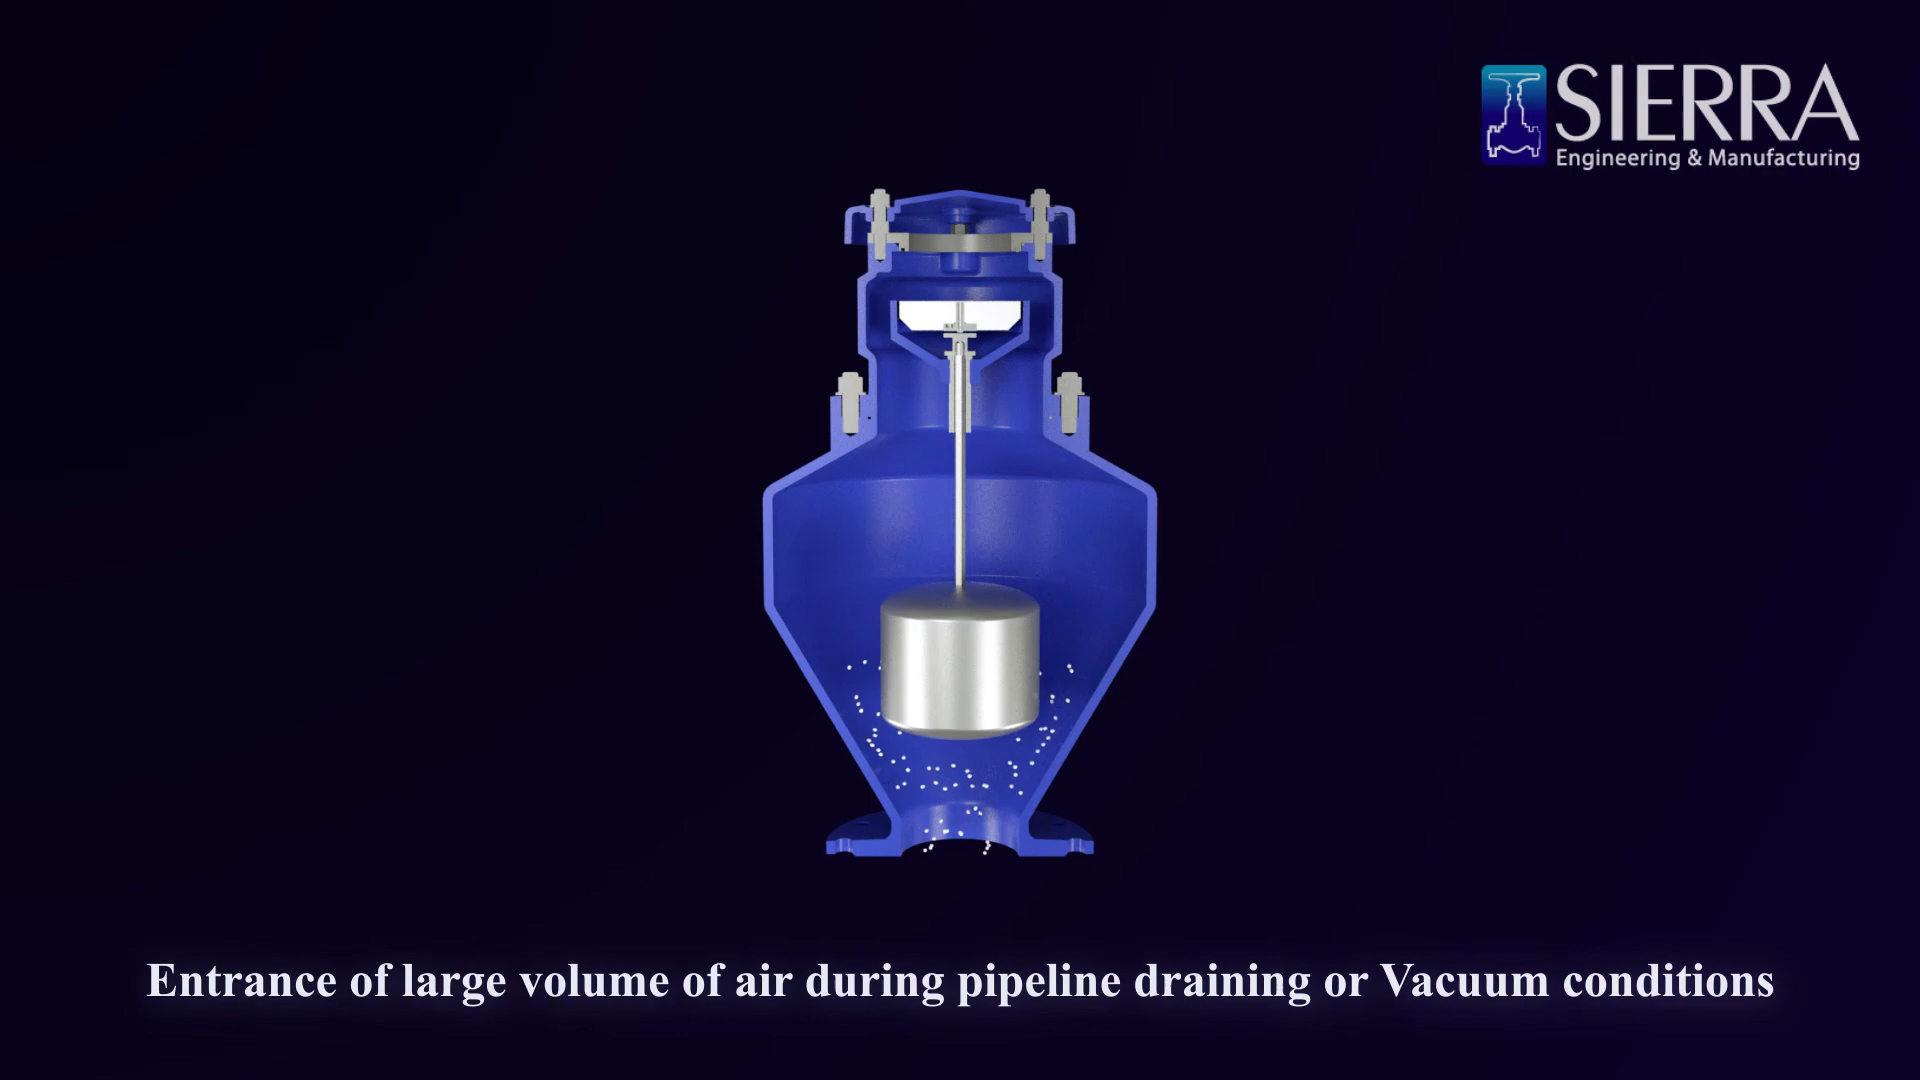 SIERRA
Engineering & Manufacturing
Entrance of large volume of air during pipeline draining or Vacuum conditions